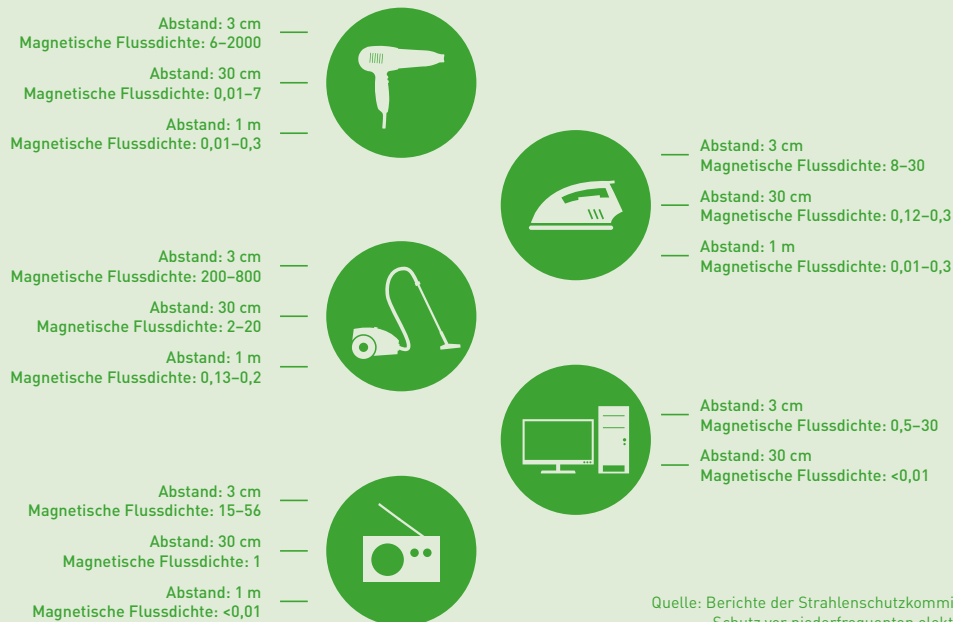 Abstand: 3 cm
Magnetische Flussdichte: 6–2000
Abstand: 30 cm
Magnetische Flussdichte: 0,01–7
Abstand: 1 m
Magnetische Flussdichte: 0,01–0,3
Abstand: 3 cm
Magnetische Flussdichte: 8–30
Abstand: 30 cm
Magnetische Flussdichte: 0,12–0,3
Abstand: 1 m
Magnetische Flussdichte: 0,01–0,3
Abstand: 3 cm
Magnetische Flussdichte: 200–800
Abstand: 30 cm
Magnetische Flussdichte: 2–20
Abstand: 1 m
Magnetische Flussdichte: 0,13–0,2
Abstand: 3 cm
Magnetische Flussdichte: 0,5–30
Abstand: 30 cm
Magnetische Flussdichte: <0,01
Abstand: 3 cm
Magnetische Flussdichte: 15–56
Abstand: 30 cm
Magnetische Flussdichte: 1
Abstand: 1 m
Magnetische Flussdichte: <0,01
Quelle: Berichte der Strahlenschutzkommi
Schutz vor niederfrequenten elekt